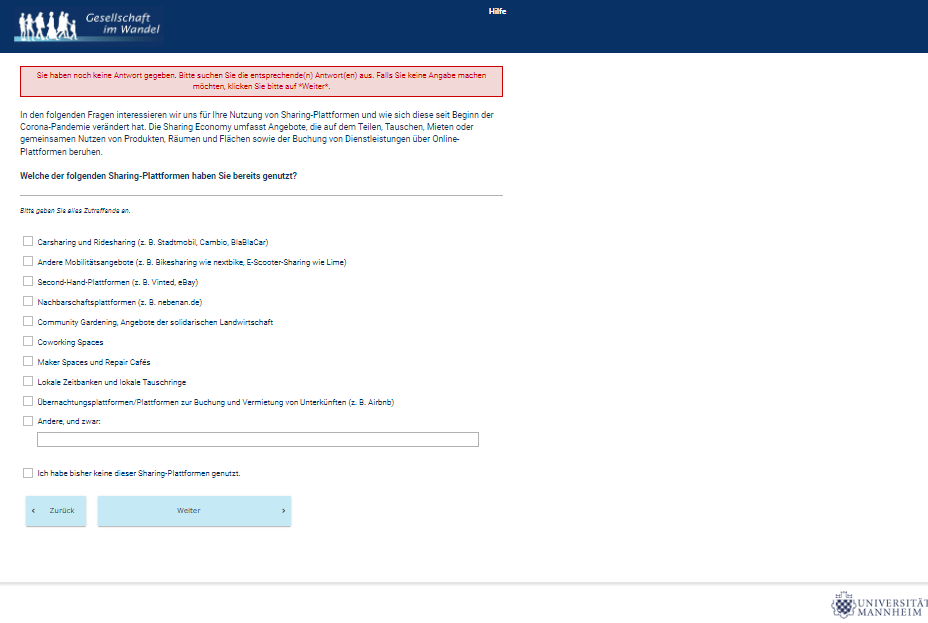 Gesellschaft
im Wandel
Hilfe
Sie haben noch keine Antwort gegeben. Bitte suchen Sie die entsprechende(n) Antwort(en) aus. Falls Sie keine Angabe machen
möchten, klicken Sie bitte auf "Weiter".
In den folgenden Fragen interessieren wir uns für Ihre Nutzung von Sharing-Plattformen und wie sich diese seit Beginn der
Corona-Pandemie verändert hat. Die Sharing Economy umfasst Angebote, die auf dem Teilen, Tauschen, Mieten oder
gemeinsamen Nutzen von Produkten, Räumen und Flächen sowie der Buchung von Dienstleistungen über Online-
Plattformen beruhen.
Welche der folgenden Sharing-Plattformen haben Sie bereits genutzt?
Bitte geben Sie alles Zutreffende an.
Carsharing und Ridesharing (z. B. Stadtmobil, Cambio, BlaBlaCar)
Andere Mobilitätsangebote (z. B. Bikesharing wie nextbike, E-Scooter-Sharing wie Lime)
Second-Hand-Plattformen (z. B. Vinted, eBay)
Nachbarschaftsplattformen (z. B. nebenan.de)
Community Gardening, Angebote der solidarischen Landwirtschaft
Coworking Spaces
Maker Spaces und Repair Cafés
Lokale Zeitbanken und lokale Tauschringe
Übernachtungsplattformen/Plattformen zur Buchung und Vermietung von Unterkünften (z. B. Airbnb)
Andere, und zwar:
Ich habe bisher keine dieser Sharing-Plattformen genutzt.
‹ Zurück
Weiter ›
UNIVERSITÄT
MANNHEIM